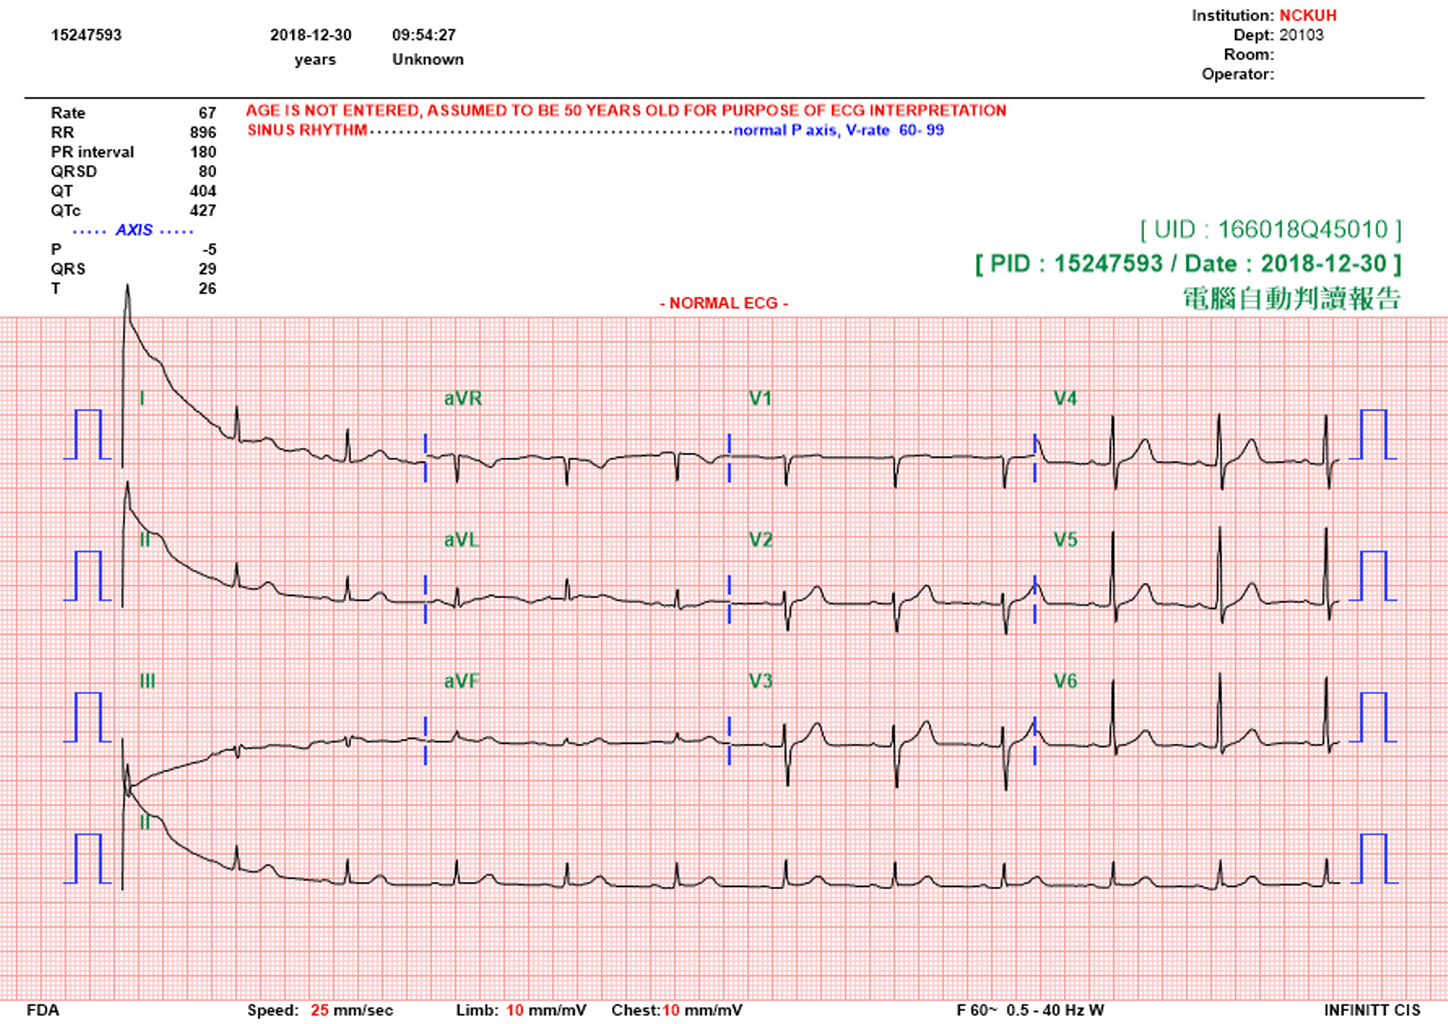 15247593 2018-12-30 09:54:27
years Unknown
Institution: NCKUH
Dept: 20103
Room:
Operator:
Rate 67
RR 896
PR interval 180
QRSD 80
QT 404
QTc 427
..... AXIS .....
P -5
QRS 29
T 26
AGE IS NOT ENTERED, ASSUMED TO BE 50 YEARS OLD FOR PURPOSE OF ECG INTERPRETATION
SINUS RHYTHM..........................................normal P axis, V-rate 60- 99
[ UID : 166018Q45010 ]
[ PID : 15247593 / Date : 2018-12-30 ]
電腦自動判讀報告
- NORMAL ECG -
I aVR V1 V4
II aVL V2 V5
III aVF V3 V6
II
FDA Speed: 25 mm/sec Limb: 10 mm/mV Chest:10 mm/mV F 60~ 0.5 - 40 Hz W INFINITT CIS